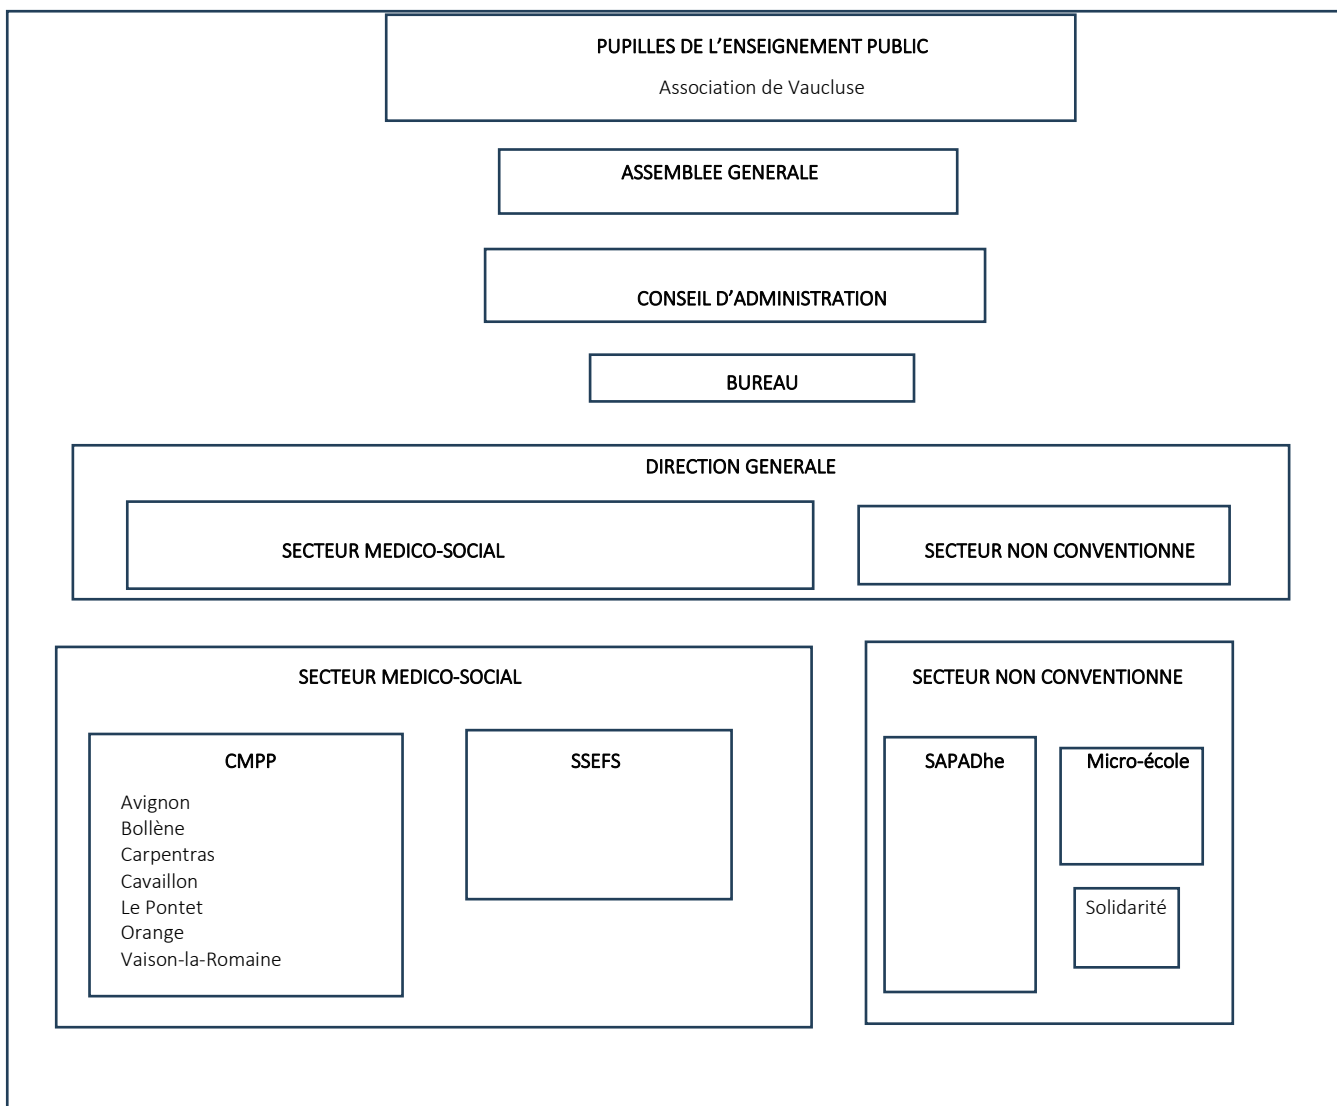 PUPILLES DE L’ENSEIGNEMENT PUBLIC
Association de Vaucluse
ASSEMBLEE GENERALE
CONSEIL D’ADMINISTRATION
BUREAU
DIRECTION GENERALE
SECTEUR MEDICO-SOCIAL
SECTEUR NON CONVENTIONNE
SECTEUR MEDICO-SOCIAL
CMPP
Avignon
Bollène
Carpentras
Cavaillon
Le Pontet
Orange
Vaison-la-Romaine
SSEFS
SECTEUR NON CONVENTIONNE
SAPADhe
Micro-école
Solidarité